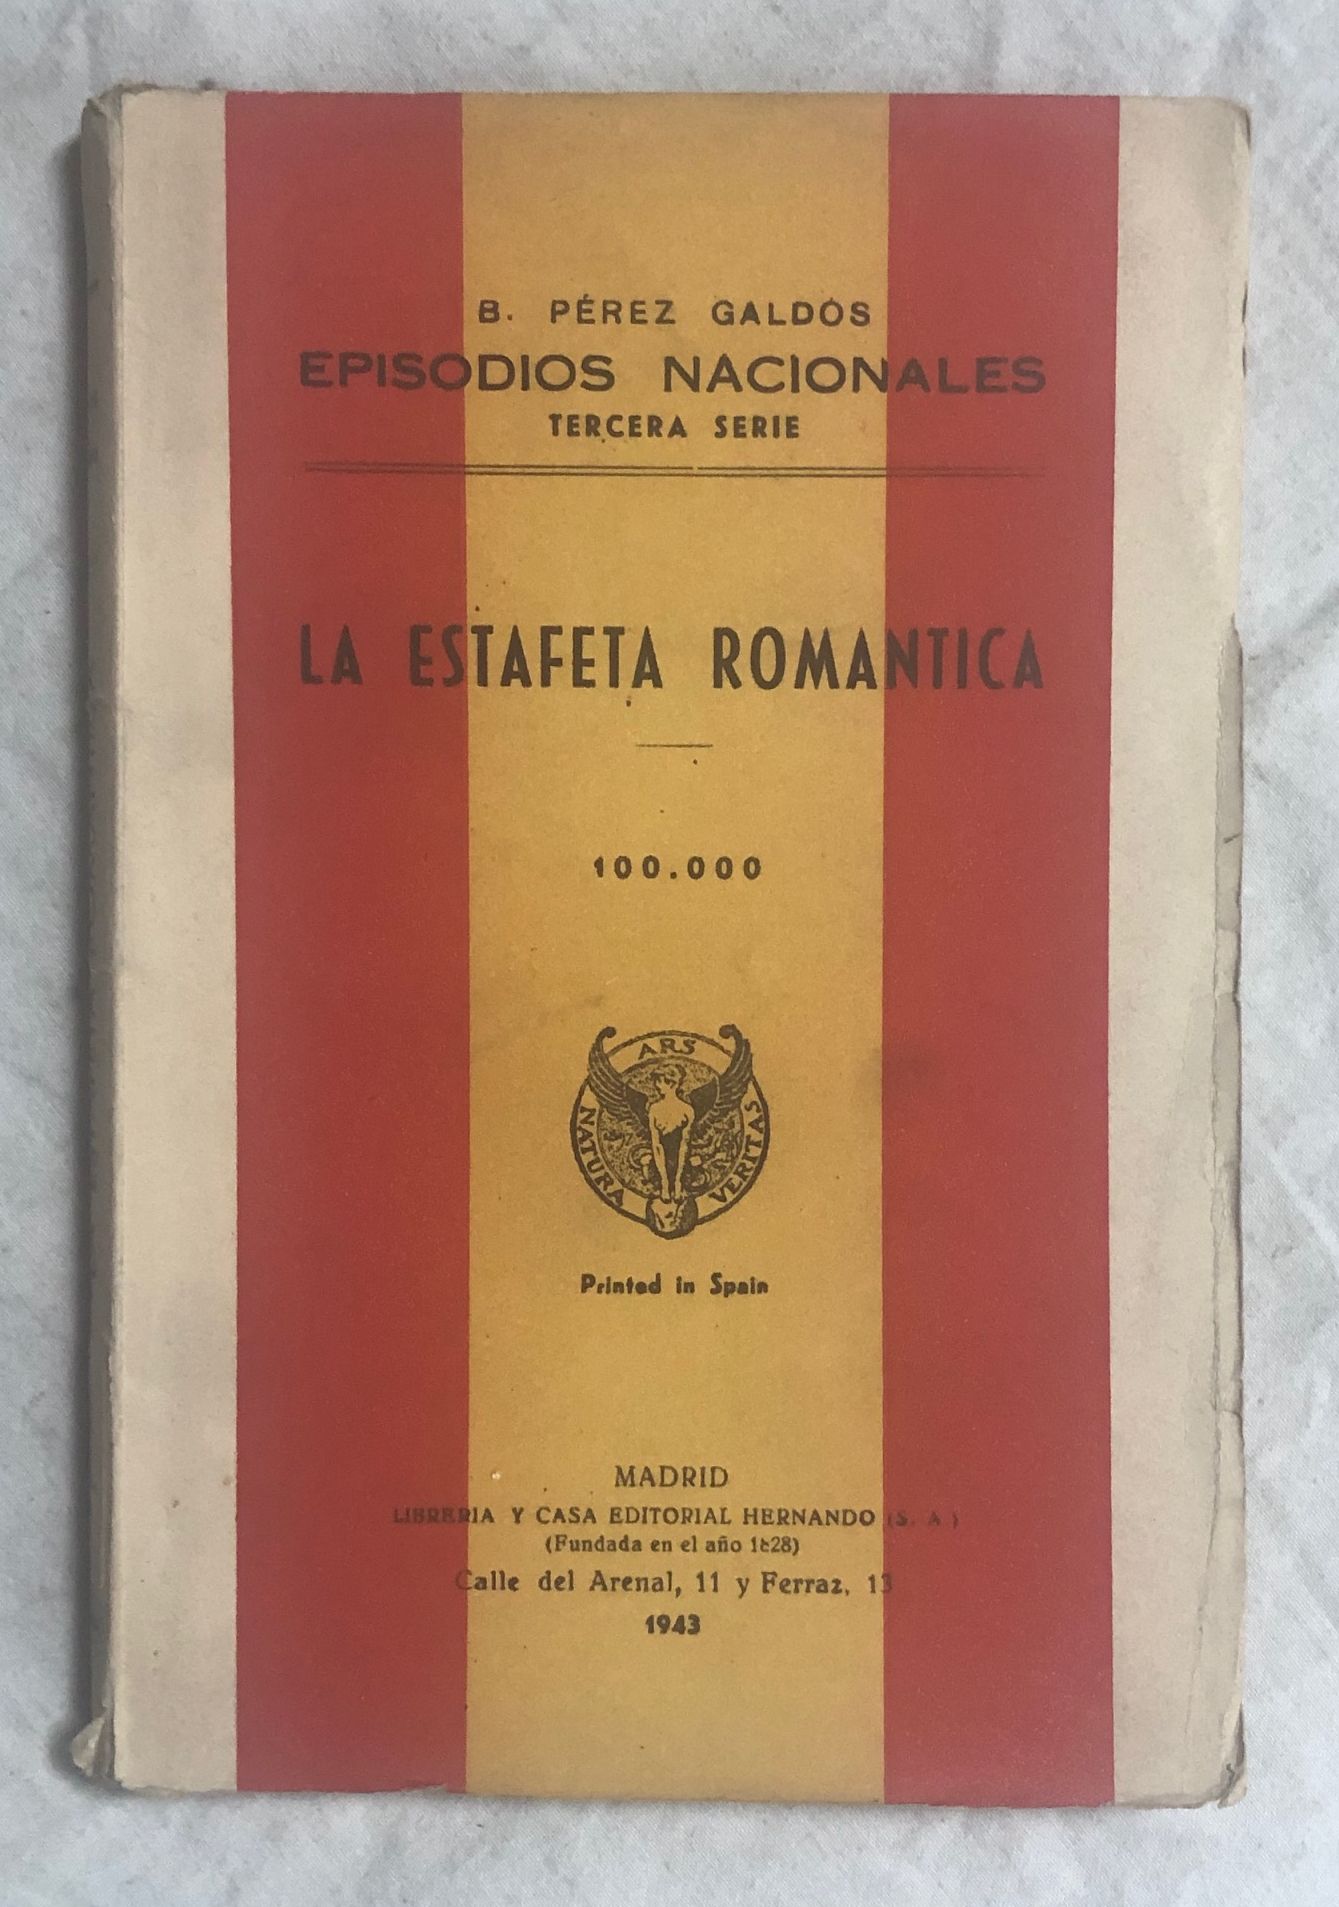 B. PÉREZ GALDÓS
EPISODIOS NACIONALES
TERCERA SERIE
LA ESTAFETA ROMANTICA
100.000
ARS
NATURA
VERITAS
Printed in Spain
MADRID
LIBRERIA Y CASA EDITORIAL HERNANDO (S. A.)
(Fundada en el año 1828)
Calle del Arenal, 11 y Ferraz, 13
1943